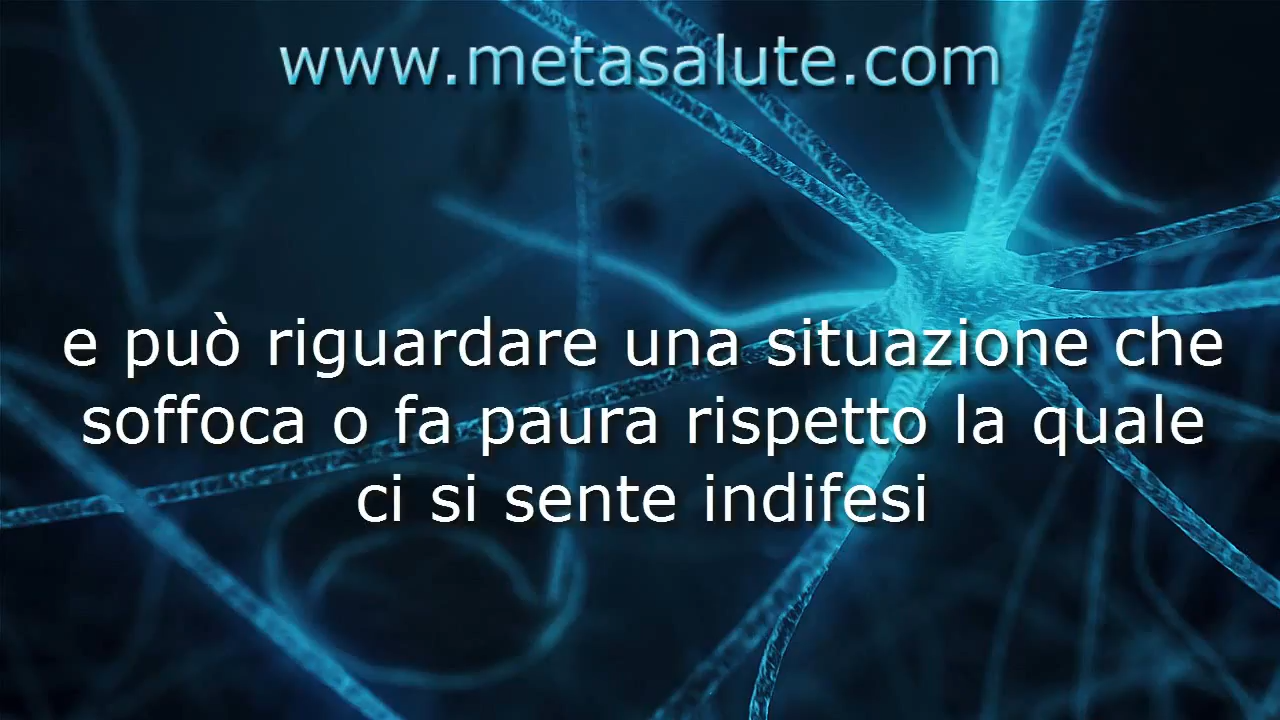 www.metasalute.com
e può riguardare una situazione che
soffoca o fa paura rispetto la quale
ci si sente indifesi